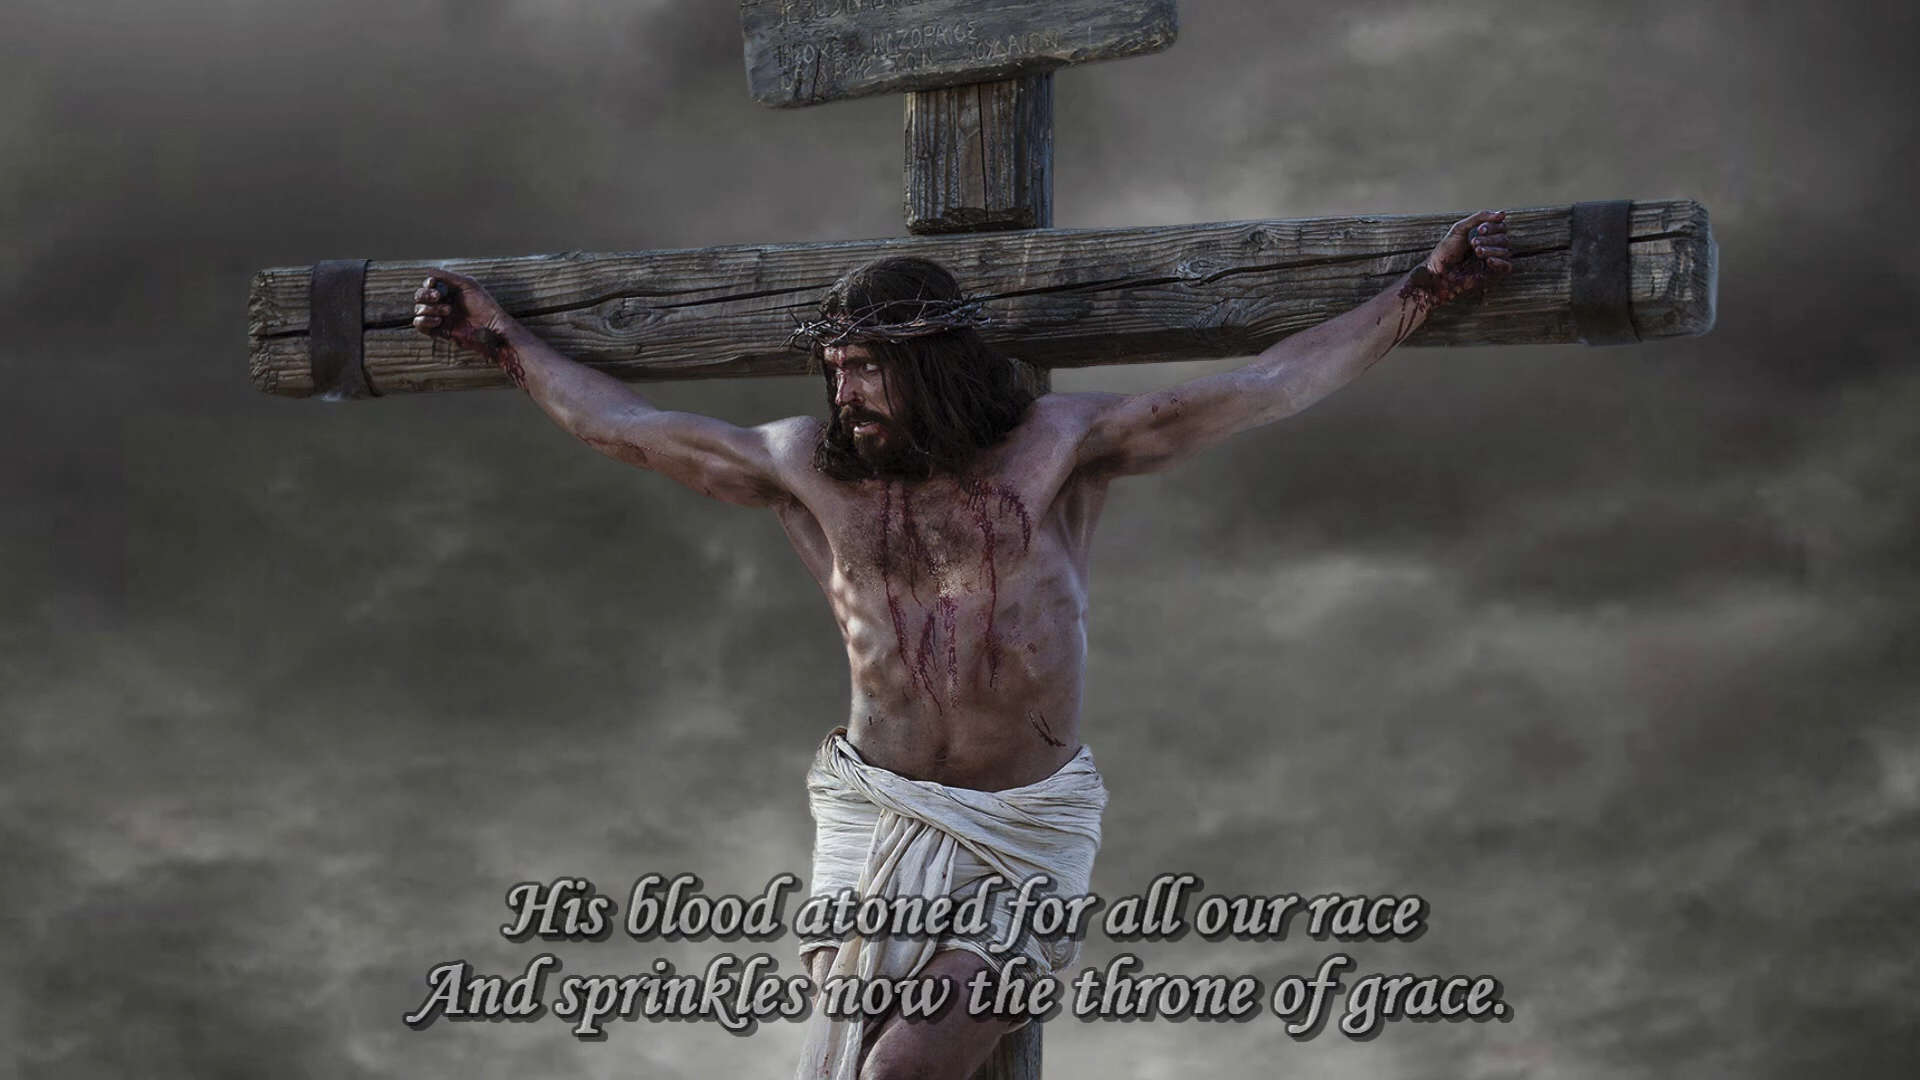 His blood atoned for all our race
And sprinkles now the throne of grace.